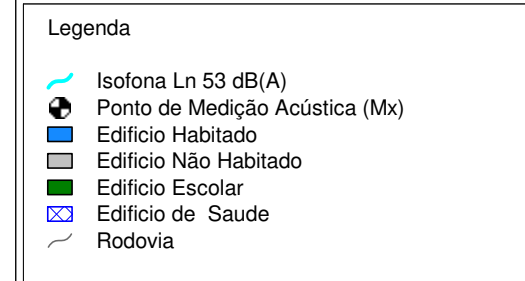 Legenda
Isofona Ln 53 dB(A)
Ponto de Medição Acústica (Mx)
Edificio Habitado
Edificio Não Habitado
Edificio Escolar
Edificio de Saude
Rodovia